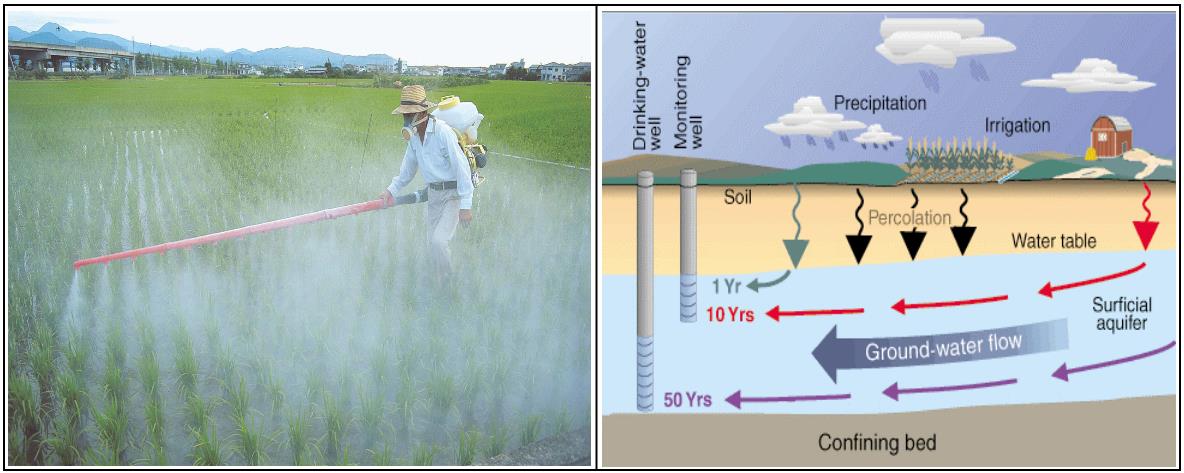 Drinking-water
well
Monitoring
well
Precipitation
Irrigation
Soil
Percolation
Water table
1 Yr
10 Yrs
Surficial
aquifer
Ground-water flow
50 Yrs
Confining bed